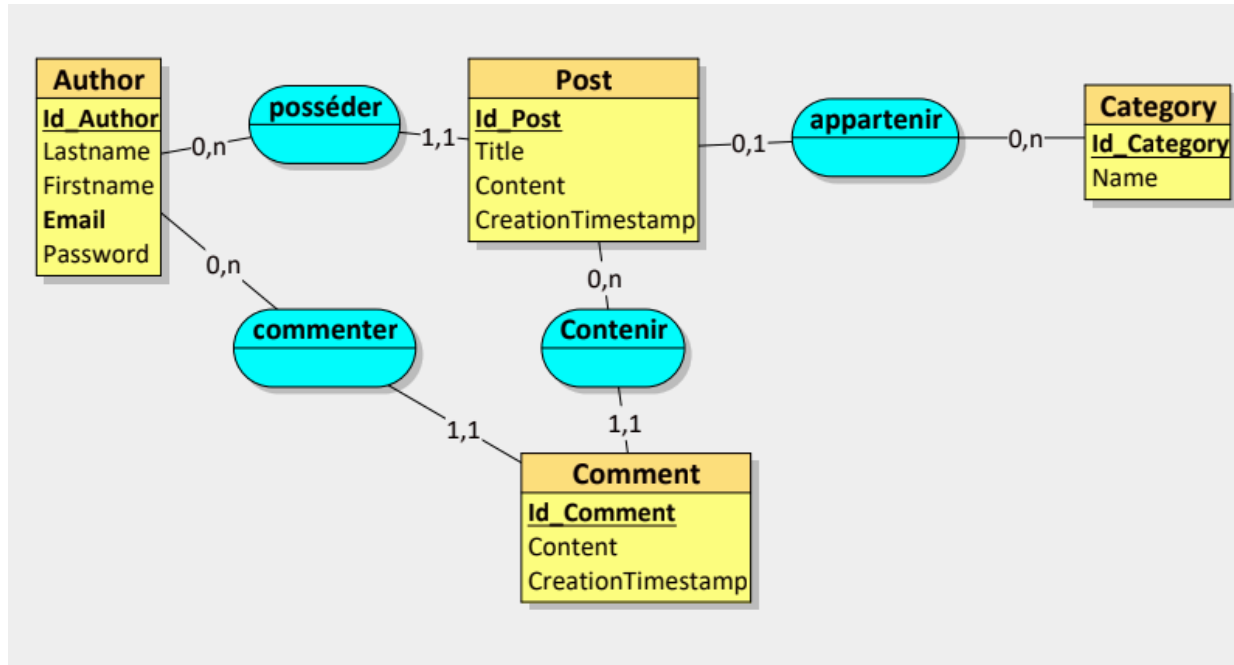 Author
Id_Author
Lastname
Firstname
Email
Password
posséder
0,n
1,1
Post
Id_Post
Title
Content
CreationTimestamp
0,1
appartenir
0,n
Category
Id_Category
Name
0,n
commenter
1,1
0,n
Contenir
1,1
Comment
Id_Comment
Content
CreationTimestamp